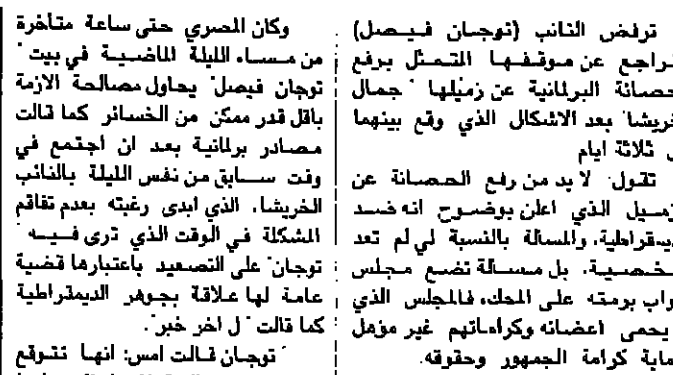 ترفض النائب (توجان فيصل)
تراجع عن موقفها المتمثل برفع
حصانة البرلمانية عن زميلها " جمال
خريشا" بعد الاشكال الذي وقع بينهما
ثلاثة ايام
تقول: لا بد من رفع الحصانة عن
زميل الذي اعلن بوضوح انه ضد
يمقراطية، والمسألة بالنسبة لي لم تعد
خصية، بل مسألة تضع مجلس
واب برمته على المحك، فالمجلس الذي
يحمي اعضائه وكراماتهم غير مؤهل
ماية كرامة الجمهور وحقوقه.
وكان المصري حتى ساعة متأخرة
من مساء الليلة الماضية في بيت "
توجان فيصل" يحاول مصالحة الازمة
باقل قدر ممكن من الخسائر كما قالت
مصادر برلمانية بعد ان اجتمع في
وقت سابق من نفس الليلة بالنائب
الخريشا، الذي ابدى رغبته بعدم تفاقم
المشكلة في الوقت الذي ترى فيه "
توجان" على التصعيد باعتبارها قضية
عامة لها علاقة بجوهر الديمقراطية
كما قالت " ل اخر خبر".
" توجان قالت امس: انها تتوقع